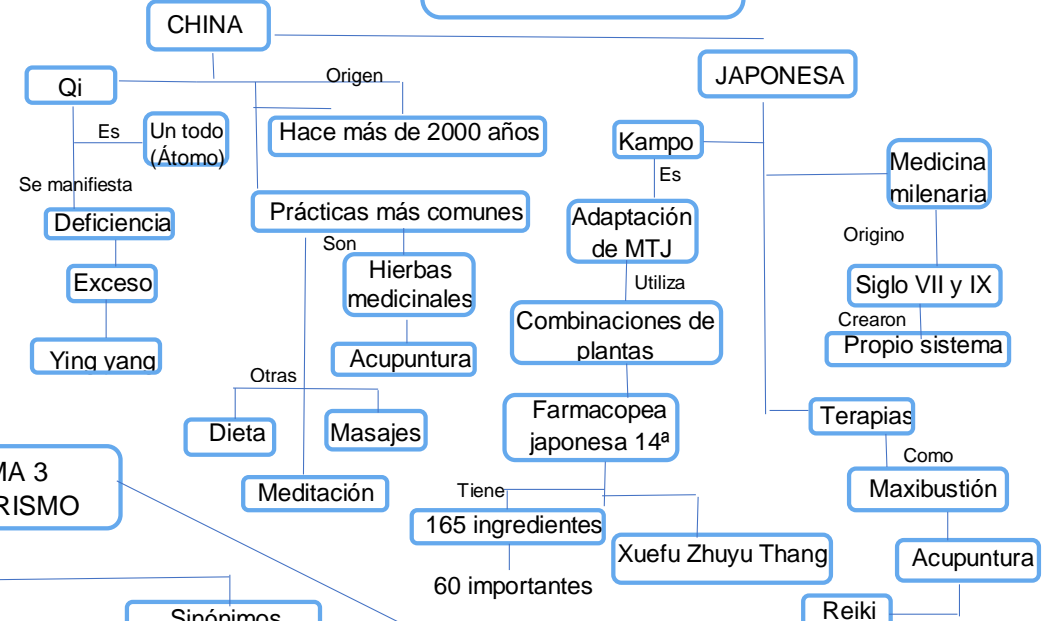 CHINA
JAPONESA
Qi
Origen
Es
Un todo
(Átomo)
Hace más de 2000 años
Se manifiesta
Deficiencia
Exceso
Ying yang
Prácticas más comunes
Son
Hierbas
medicinales
Acupuntura
Otras
Dieta
Masajes
Meditación
Kampo
Es
Adaptación
de MTJ
Utiliza
Combinaciones de
plantas
Farmacopea
japonesa 14ª
Tiene
165 ingredientes
60 importantes
Xuefu Zhuyu Thang
Medicina
milenaria
Origino
Siglo VII y IX
Crearon
Propio sistema
Terapias
Como
Maxibustión
Acupuntura
Reiki
MA 3
RISMO
Sinónimos